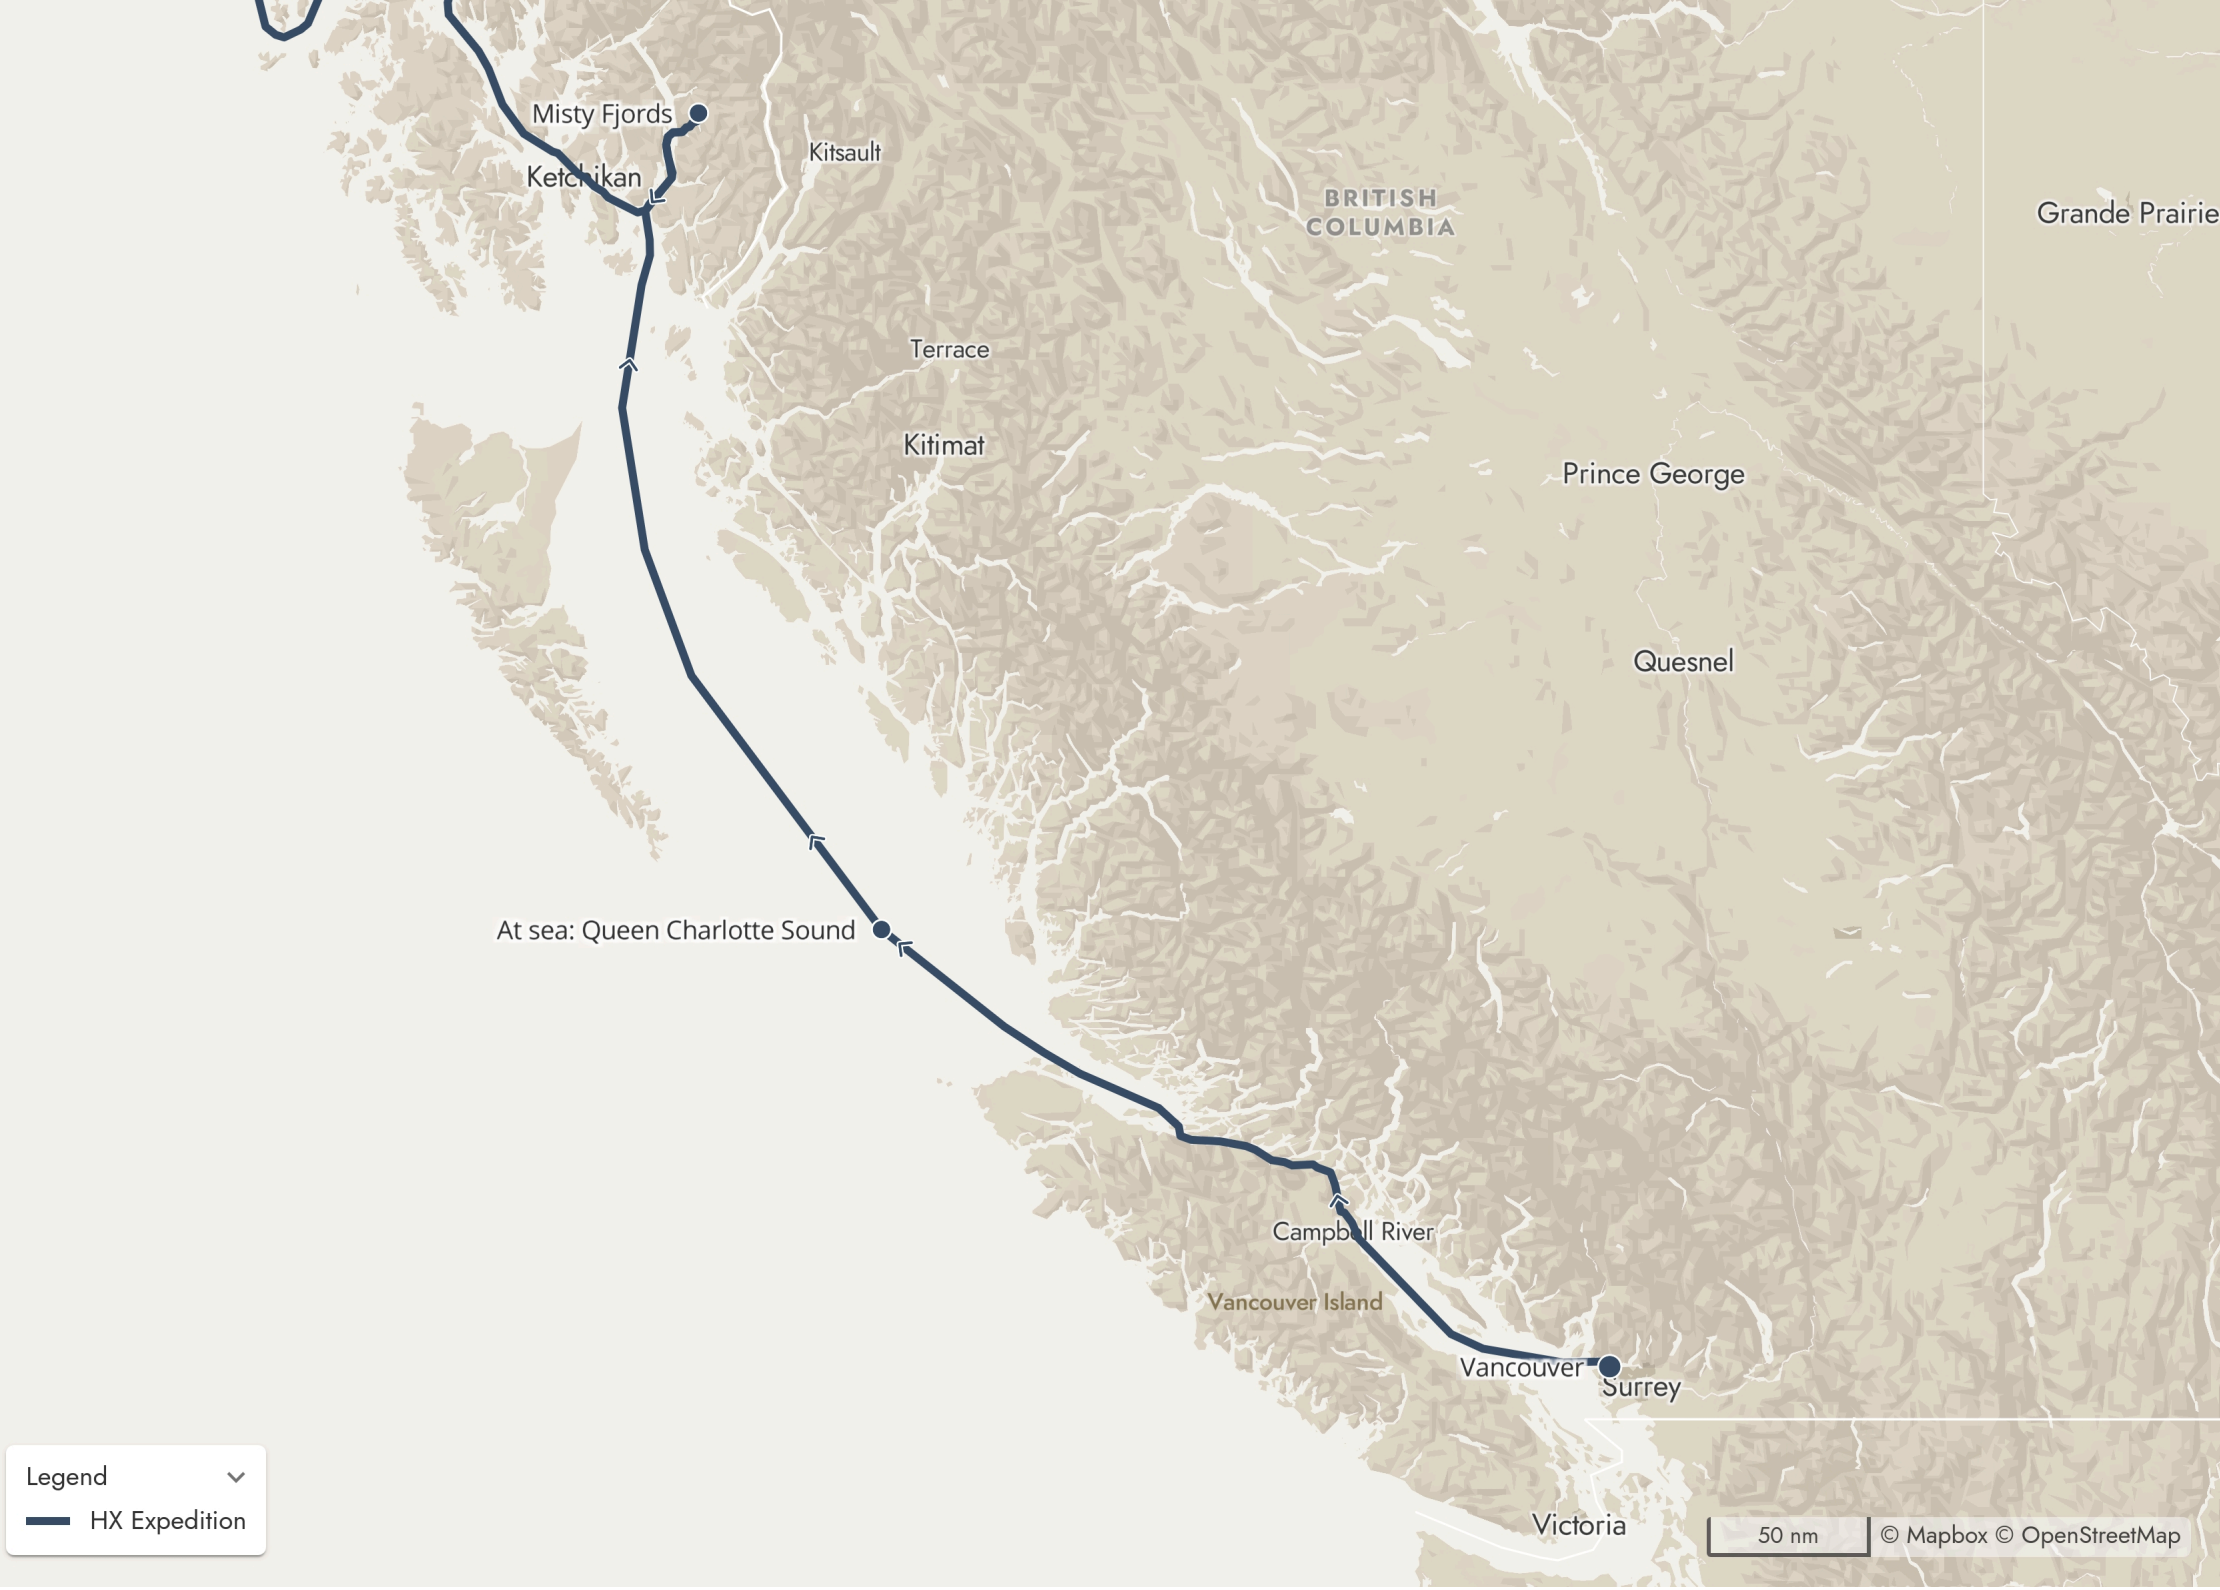 Misty Fjords
Kitsault
Ketchikan
BRITISH
COLUMBIA
Grande Prairie
Terrace
Kitimat
Prince George
Quesnel
At sea: Queen Charlotte Sound
Campbell River
Vancouver Island
Vancouver
Surrey
Victoria
Legend
HX Expedition
50 nm
© Mapbox © OpenStreetMap